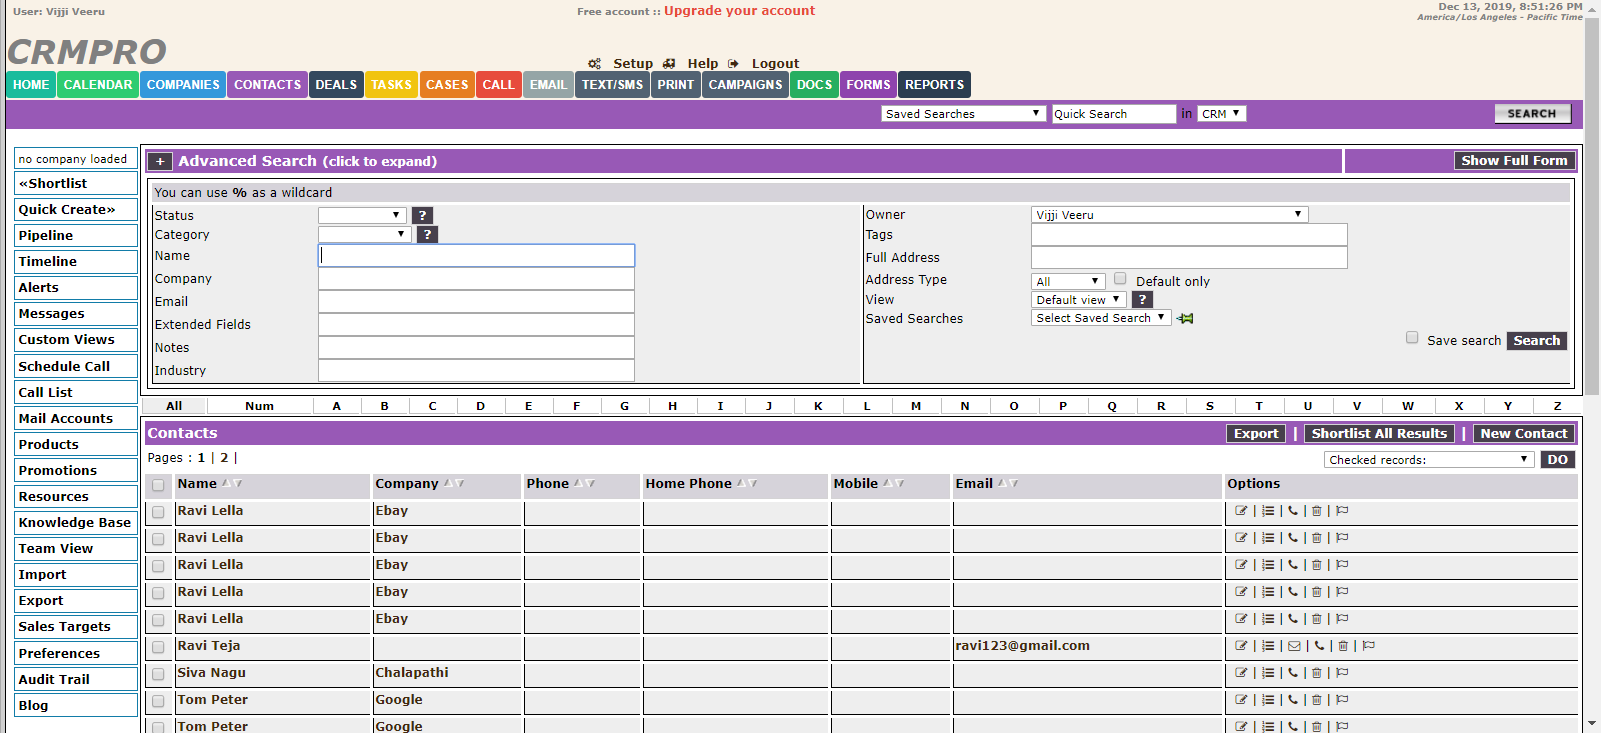 User: Vijji Veeru
Free account :: Upgrade your account
Dec 13, 2019, 8:51:26 PM
America/Los Angeles - Pacific Time
CRMPRO
Setup Help Logout
HOME CALENDAR COMPANIES CONTACTS DEALS TASKS CASES CALL EMAIL TEXT/SMS PRINT CAMPAIGNS DOCS FORMS REPORTS
Saved Searches Quick Search in CRM SEARCH
no company loaded
«Shortlist
Quick Create»
Pipeline
Timeline
Alerts
Messages
Custom Views
Schedule Call
Call List
Mail Accounts
Products
Promotions
Resources
Knowledge Base
Team View
Import
Export
Sales Targets
Preferences
Audit Trail
Blog
+ Advanced Search (click to expand) Show Full Form
You can use % as a wildcard
Status ?
Category ?
Name
Company
Email
Extended Fields
Notes
Industry
Owner Vijji Veeru
Tags
Full Address
Address Type All Default only
View Default view ?
Saved Searches Select Saved Search
Save search Search
All Num A B C D E F G H I J K L M N O P Q R S T U V W X Y Z
Contacts Export | Shortlist All Results | New Contact
Pages : 1 | 2 |
Checked records: DO
Name Company Phone Home Phone Mobile Email Options
Ravi Lella Ebay | | | |
Ravi Lella Ebay | | | |
Ravi Lella Ebay | | | |
Ravi Lella Ebay | | | |
Ravi Lella Ebay | | | |
Ravi Teja ravi123@gmail.com | | | | |
Siva Nagu Chalapathi | | | |
Tom Peter Google | | | |
Tom Peter Google | | | |